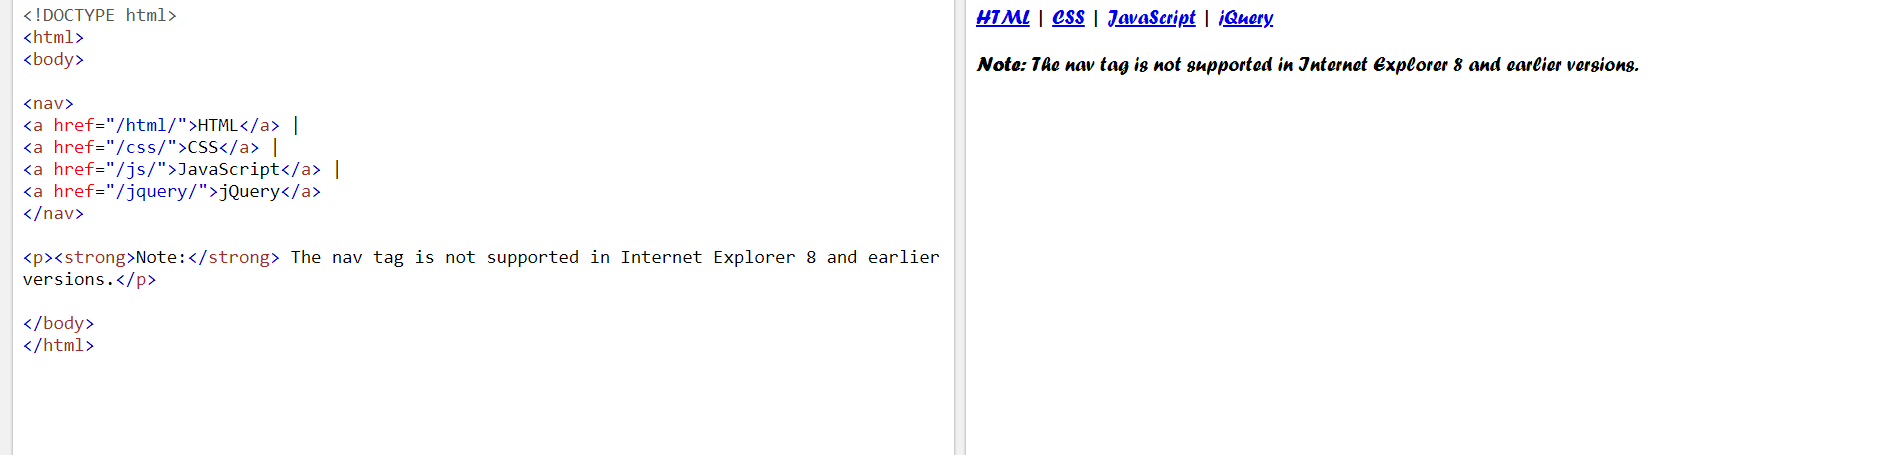 <!DOCTYPE html>
<html>
<body>
<nav>
<a href="/html/">HTML</a> |
<a href="/css/">CSS</a> |
<a href="/js/">JavaScript</a> |
<a href="/jquery/">jQuery</a>
</nav>
<p><strong>Note:</strong> The nav tag is not supported in Internet Explorer 8 and earlier
versions.</p>
</body>
</html>
HTML | CSS | JavaScript | jQuery
Note: The nav tag is not supported in Internet Explorer 8 and earlier versions.